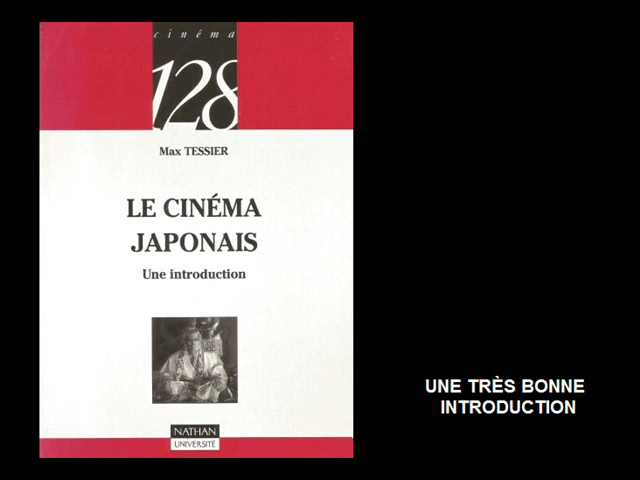 cinéma
128
Max TESSIER
LE CINÉMA
JAPONAIS
Une introduction
NATHAN
UNIVERSITÉ
UNE TRÈS BONNE
INTRODUCTION